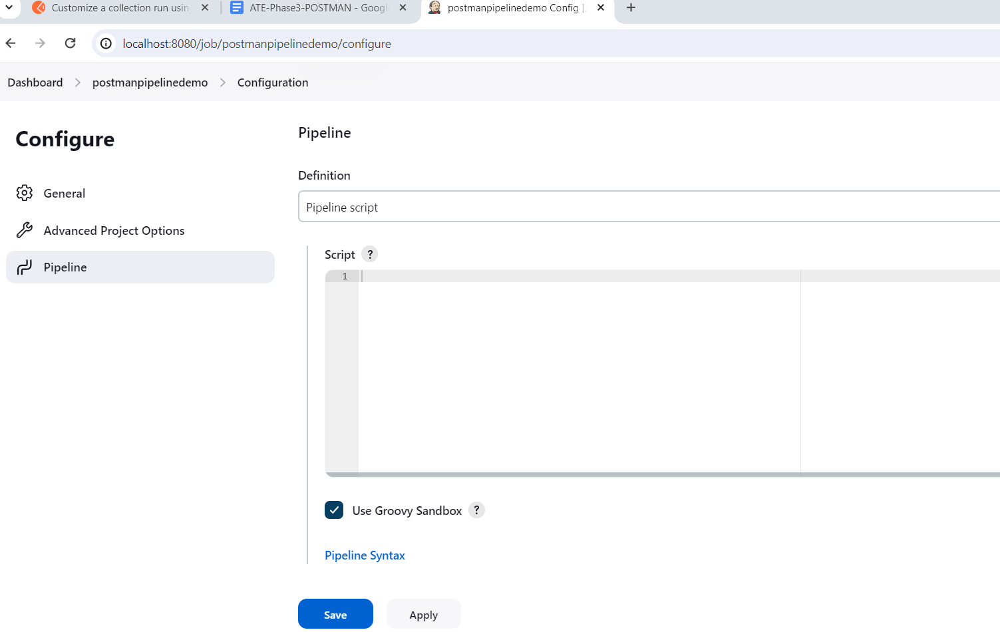 Customize a collection run usin
ATE-Phase3-POSTMAN - Googl
postmanpipelinedemo Config [
localhost:8080/job/postmanpipelinedemo/configure
Dashboard > postmanpipelinedemo > Configuration
Configure
General
Advanced Project Options
Pipeline
Pipeline
Definition
Pipeline script
Script ?
1
Use Groovy Sandbox ?
Pipeline Syntax
Save
Apply